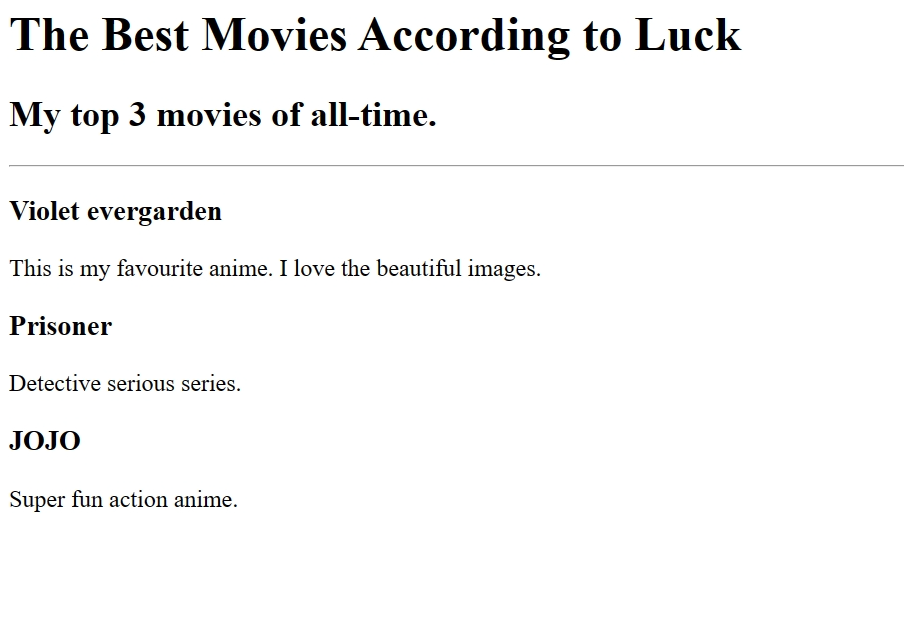 The Best Movies According to Luck
My top 3 movies of all-time.
Violet evergarden
This is my favourite anime. I love the beautiful images.
Prisoner
Detective serious series.
JOJO
Super fun action anime.